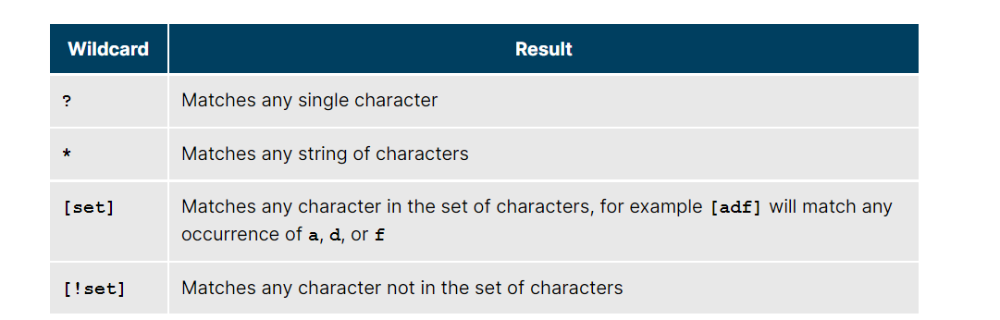 Wildcard Result
? Matches any single character
* Matches any string of characters
[set] Matches any character in the set of characters, for example [adf] will match any
occurrence of a, d, or f
[!set] Matches any character not in the set of characters